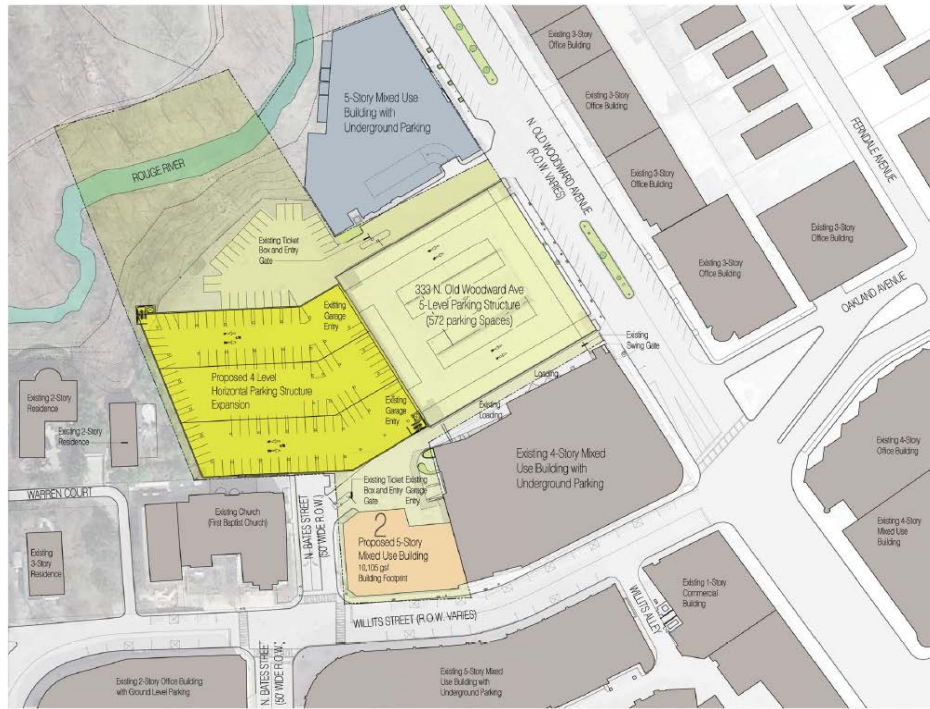 Existing 3-Story
Office Building
Existing 3-Story
Office Building
Existing 3-Story
Office Building
Existing 3-Story
Office Building
Existing 3-Story
Office Building
Existing 3-Story
Office Building
FERNDALE AVENUE
OAKLAND AVENUE
N. OLD WOODWARD AVENUE
(R.O.W. VARIES)
5-Story Mixed Use
Building with
Underground Parking
ROUGE RIVER
Existing Ticket
Box and Entry
Gate
333 N. Old Woodward Ave
5-Level Parking Structure
(572 parking Spaces)
Existing
Garage
Entry
Existing
Swing Gate
Loading
Existing
Loading
Proposed 4 Level
Horizontal Parking Structure
Expansion
Existing
Garage
Entry
Existing 2-Story
Residence
Existing 2-Story
Residence
Existing 4-Story Mixed
Use Building with
Underground Parking
Existing 4-Story
Office Building
Existing 4-Story
Mixed Use
Building
WARREN COURT
Existing Church
(First Baptist Church)
N. BATES STREET
(50' WIDE R.O.W.)
Existing Ticket
Box and Entry
Gate
Existing
Garage
Entry
2
Proposed 5-Story
Mixed Use Building
10,105 gsf
Building Footprint
Existing
3-Story
Residence
Existing 1-Story
Commercial
Building
WILLITS ALLEY
WILLITS STREET (R.O.W. VARIES)
N. BATES STREET
(50' WIDE R.O.W.)
Existing 2-Story Office Building
with Ground Level Parking
Existing 5-Story Mixed
Use Building with
Underground Parking